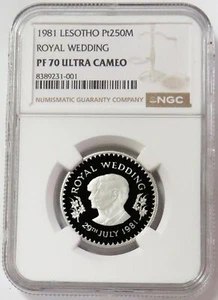 1981 LESOTHO Pt250M
ROYAL WEDDING
PF 70 ULTRA CAMEO
8389231-001
NUMISMATIC GUARANTY COMPANY
NGC
ROYAL WEDDING
29TH JULY 1981